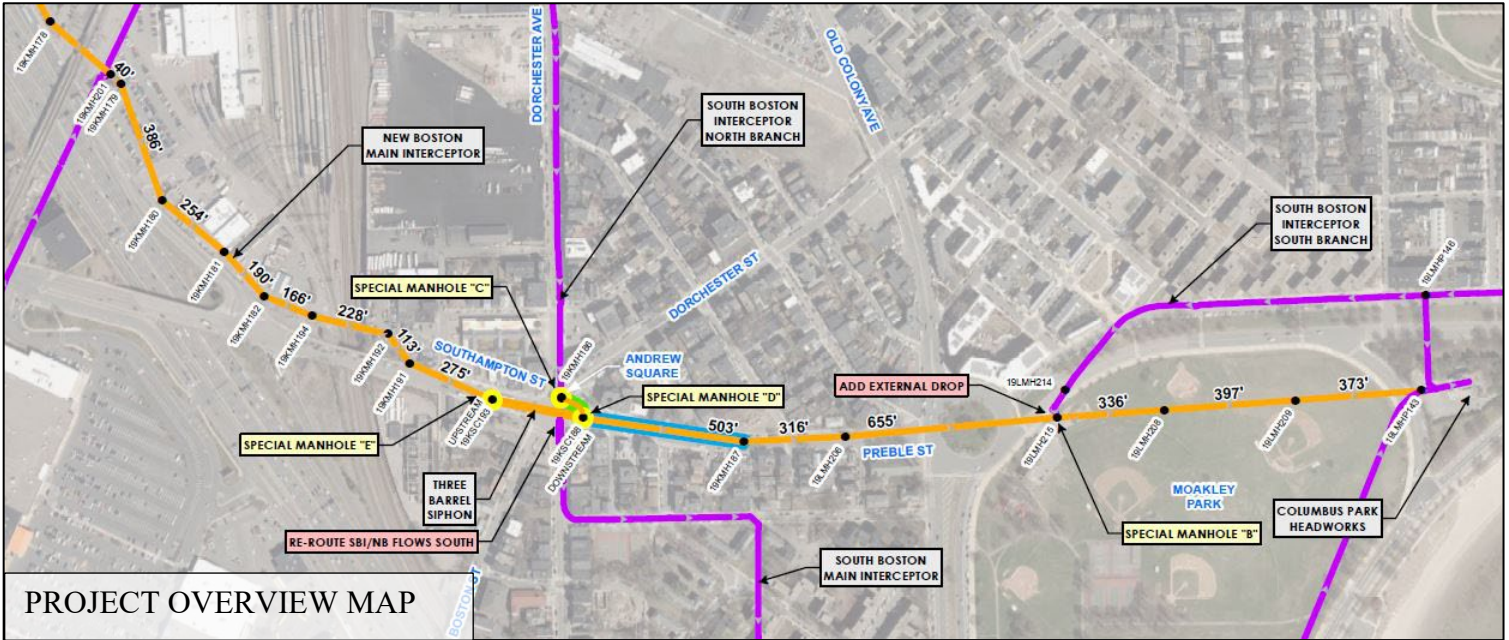 19KMH178
40'
19KMH201
19KMH179
386'
19KMH180
254'
19KMH181
190'
19KMH182
166'
19KMH194
228'
19KMH192
113'
19KMH191
275'
NEW BOSTON
MAIN INTERCEPTOR
DORCHESTER AVE
SOUTH BOSTON
INTERCEPTOR
NORTH BRANCH
OLD COLONY AVE
DORCHESTER ST
SPECIAL MANHOLE "C"
SOUTHAMPTON ST
19KMH186
ANDREW
SQUARE
SPECIAL MANHOLE "D"
SPECIAL MANHOLE "E"
UPSTREAM
19KSC193
19KSC188
DOWNSTREAM
THREE
BARREL
SIPHON
RE-ROUTE SBI/NB FLOWS SOUTH
BOSTON ST
503'
19KMH187
316'
19LMH206
655'
PREBLE ST
SOUTH BOSTON
MAIN INTERCEPTOR
ADD EXTERNAL DROP
19LMH214
19LMH215
SPECIAL MANHOLE "B"
336'
19LMH208
397'
19LMH209
373'
19LMHP143
SOUTH BOSTON
INTERCEPTOR
SOUTH BRANCH
19LMHP146
MOAKLEY
PARK
COLUMBUS PARK
HEADWORKS
PROJECT OVERVIEW MAP